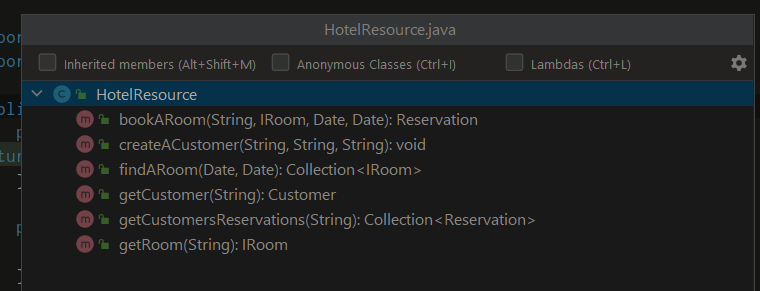 HotelResource.java
Inherited members (Alt+Shift+M) Anonymous Classes (Ctrl+I) Lambdas (Ctrl+L)
C HotelResource
m bookARoom(String, IRoom, Date, Date): Reservation
m createACustomer(String, String, String): void
m findARoom(Date, Date): Collection<IRoom>
m getCustomer(String): Customer
m getCustomersReservations(String): Collection<Reservation>
m getRoom(String): IRoom